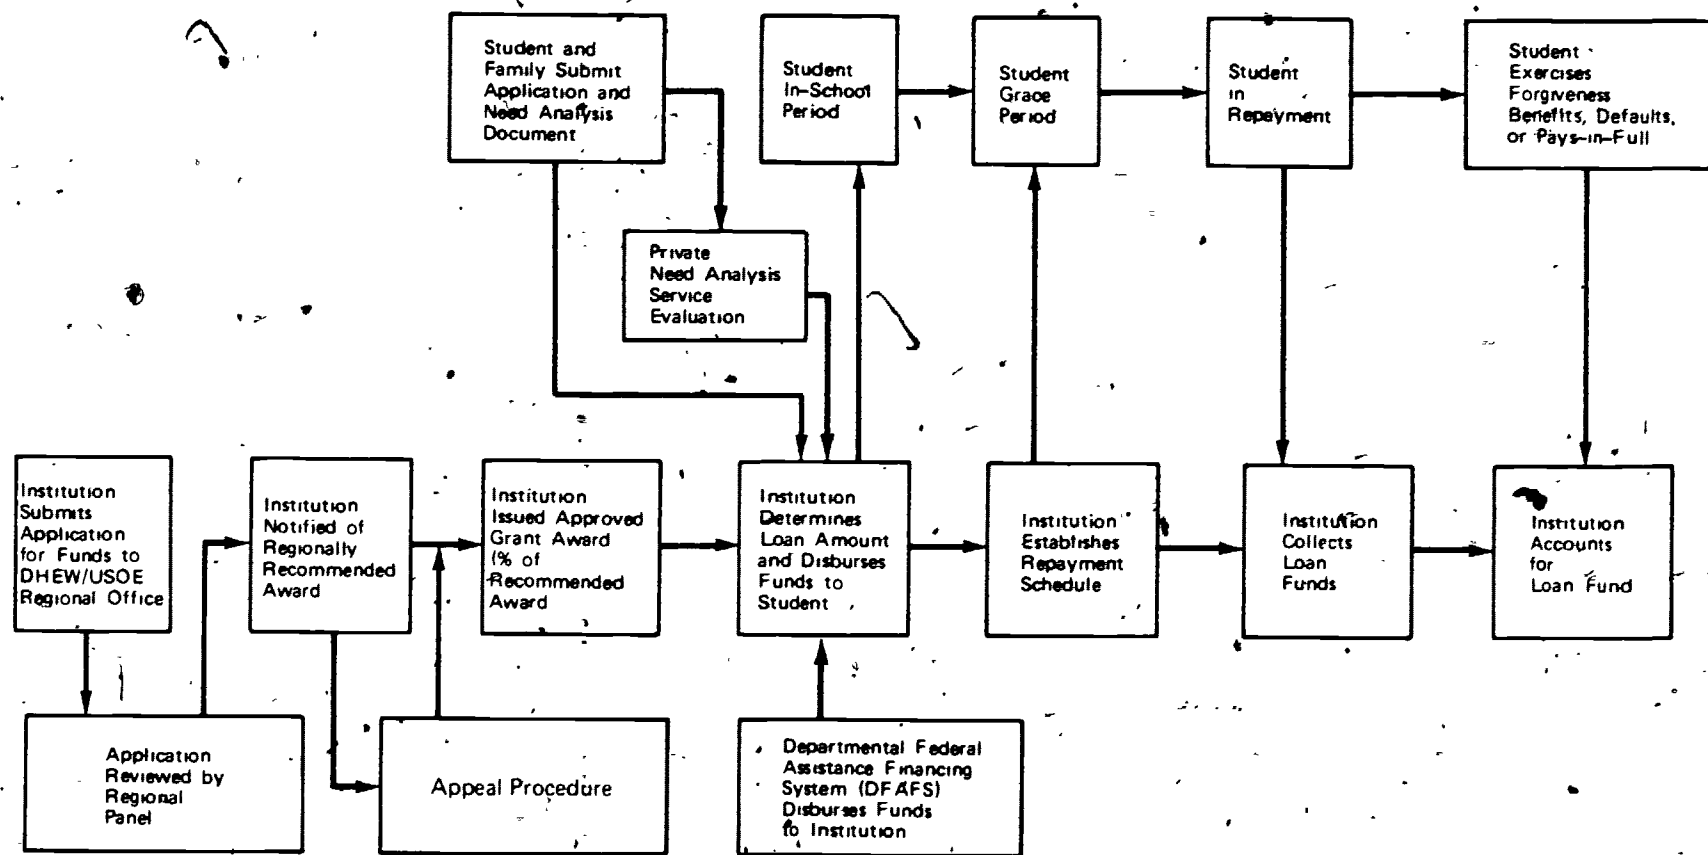 Student and
Family Submit
Application and
Need Analysis
Document
Student
In-School
Period
Student
Grace
Period
Student
in
Repayment
Student
Exercises
Forgiveness
Benefits, Defaults,
or Pays-in-Full
Private
Need Analysis
Service
Evaluation
Institution
Submits
Application
for Funds to
DHEW/USOE
Regional Office
Institution
Notified of
Regionally
Recommended
Award
Institution
Issued Approved
Grant Award
(% of
Recommended
Award
Institution
Determines
Loan Amount
and Disburses
Funds to
Student
Institution
Establishes
Repayment
Schedule
Institution
Collects
Loan
Funds
Institution
Accounts
for
Loan Fund
Application
Reviewed by
Regional
Panel
Appeal Procedure
Departmental Federal
Assistance Financing
System (DFAFS)
Disburses Funds
to Institution